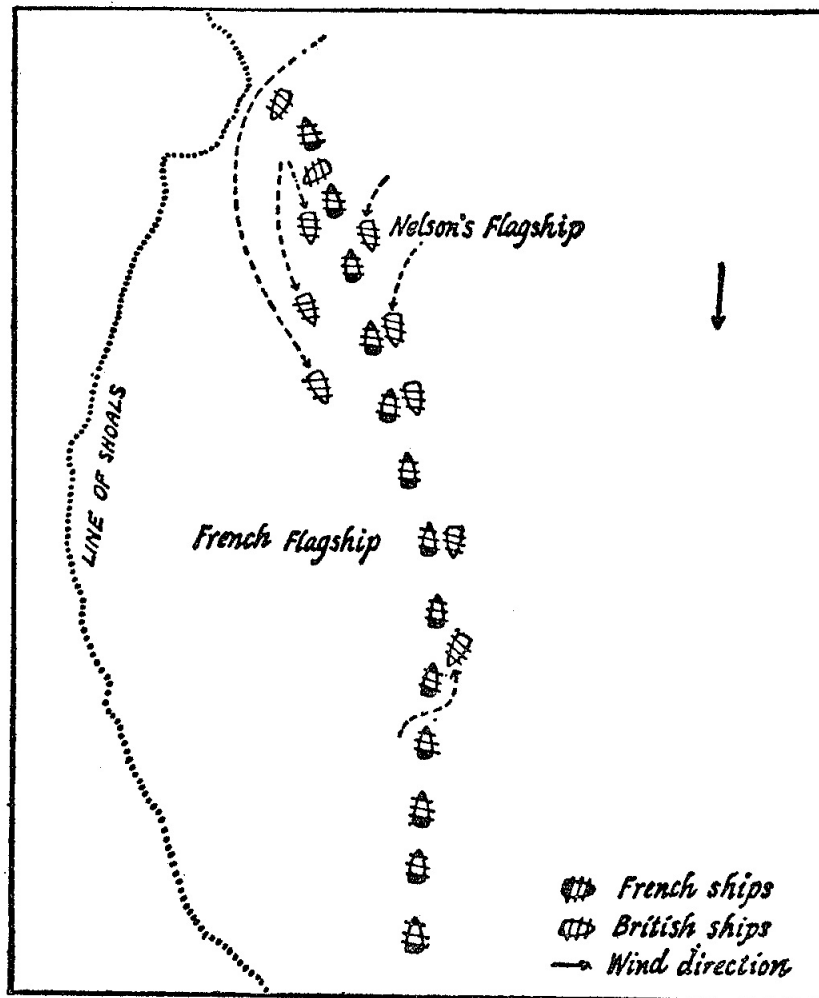 Nelson's Flagship
LINE OF SHOALS
French Flagship
French ships
British ships
Wind direction